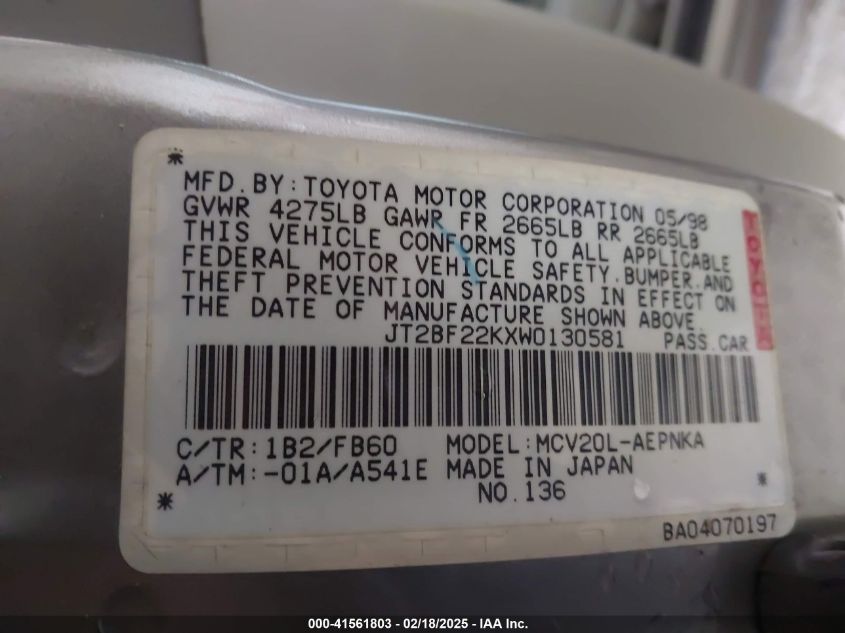 MFD.BY:TOYOTA MOTOR CORPORATION 05/98
GVWR 4275LB GAWR FR 2665LB RR 2665LB
THIS VEHICLE CONFORMS TO ALL APPLICABLE
FEDERAL MOTOR VEHICLE SAFETY,BUMPER,AND
THEFT PREVENTION STANDARDS IN EFFECT ON
THE DATE OF MANUFACTURE SHOWN ABOVE.
JT2BF22KXW0130581 PASS.CAR
TOYOTA
C/TR:1B2/FB60 MODEL:MCV20L-AEPNKA
A/TM:-01A/A541E MADE IN JAPAN
NO.136
BA04070197
000-41561803 - 02/18/2025 - IAA Inc.